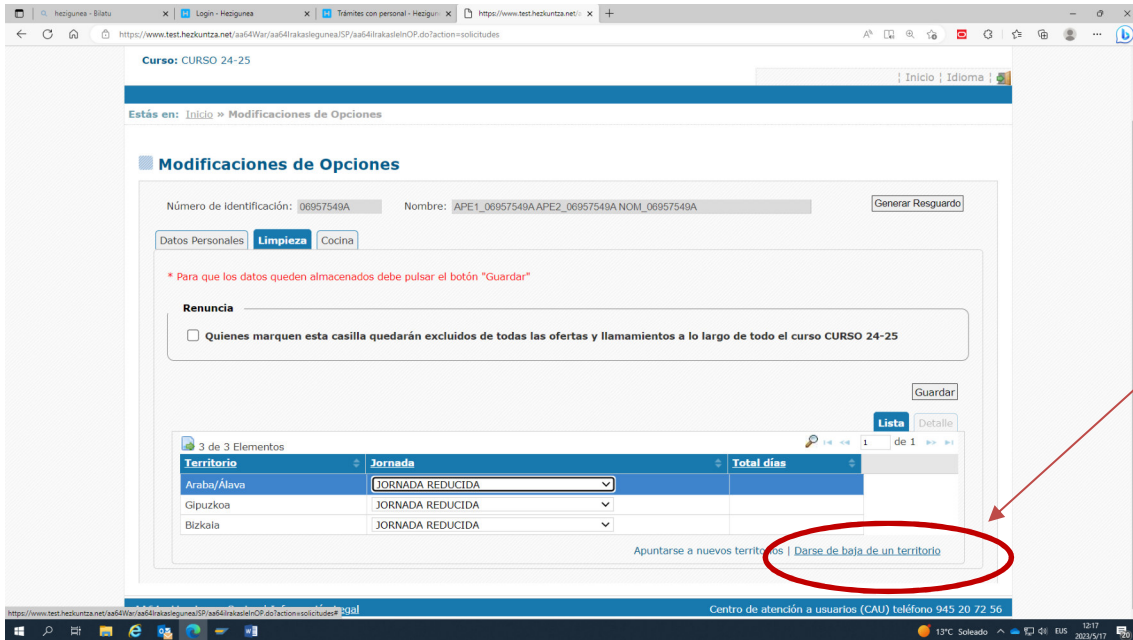 hezigunea - Bilatu
Login - Hezigunea
Trámites con personal - Hezigun
https://www.test.hezkuntza.net/
https://www.test.hezkuntza.net/aa64War/aa64IrakasleguneaJSP/aa64iIrakasleInOP.do?action=solicitudes
Curso: CURSO 24-25
¦ Inicio ¦ Idioma ¦
Estás en: Inicio » Modificaciones de Opciones
Modificaciones de Opciones
Número de identificación: 06957549A Nombre: APE1_06957549A APE2_06957549A NOM_06957549A Generar Resguardo
Datos Personales Limpieza Cocina
* Para que los datos queden almacenados debe pulsar el botón "Guardar"
Renuncia
Quienes marquen esta casilla quedarán excluidos de todas las ofertas y llamamientos a lo largo de todo el curso CURSO 24-25
Guardar
Lista Detalle
3 de 3 Elementos 1 de 1
Territorio Jornada Total días
Araba/Álava JORNADA REDUCIDA
Gipuzkoa JORNADA REDUCIDA
Bizkaia JORNADA REDUCIDA
Apuntarse a nuevos territorios | Darse de baja de un territorio
https://www.test.hezkuntza.net/aa64War/aa64IrakasleguneaJSP/aa64iIrakasleInOP.do?action=solicitudes#
Legal Centro de atención a usuarios (CAU) teléfono 945 20 72 56
13°C Soleado EUS 12:17
2023/5/17